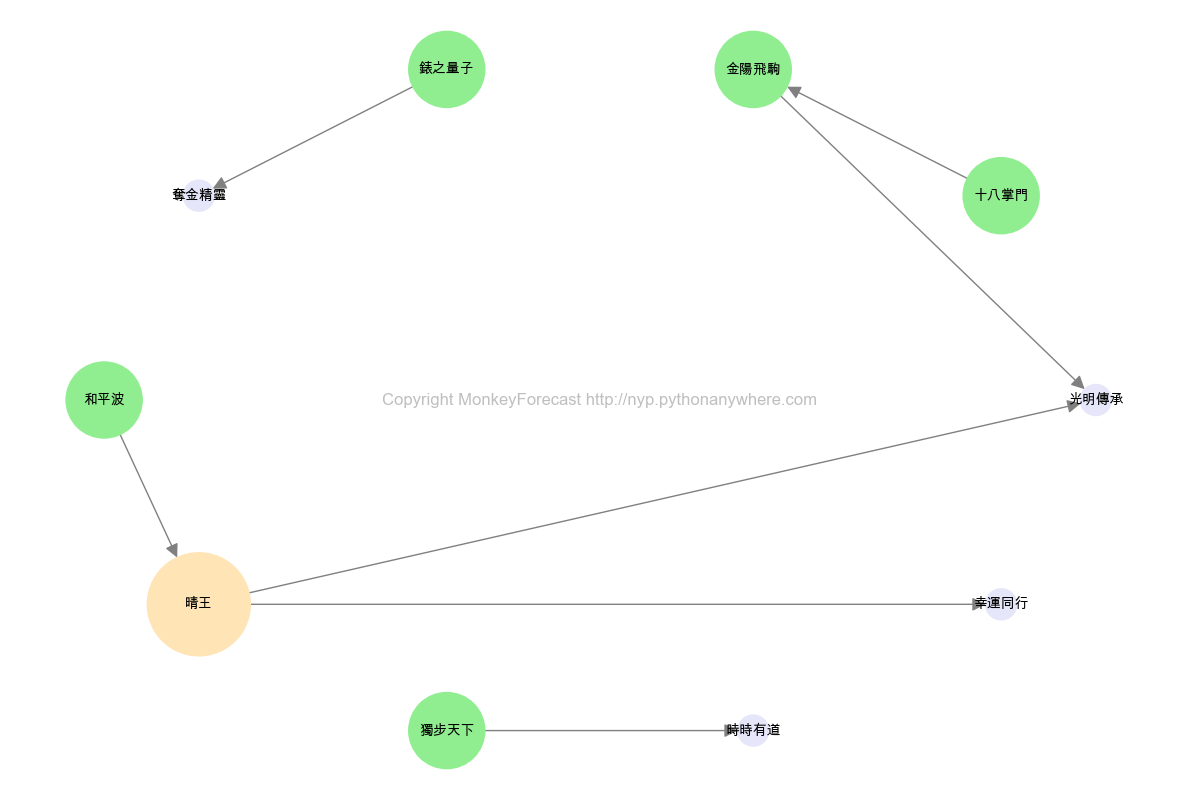 錶之量子
金陽飛駒
奪金精靈
十八掌門
和平波
Copyright MonkeyForecast http://nyp.pythonanywhere.com
光明傳承
晴王
幸運同行
獨步天下
時時有道